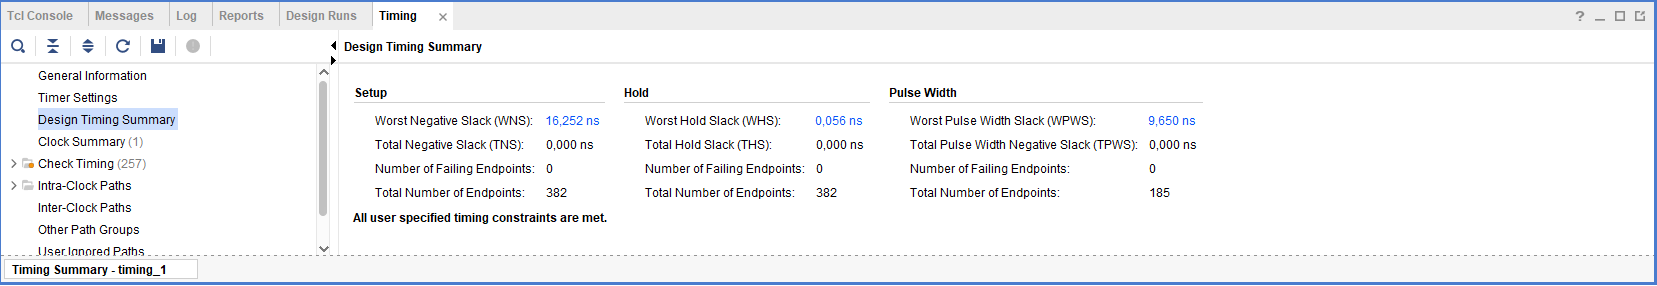 Tcl Console Messages Log Reports Design Runs Timing × ?
Design Timing Summary
General Information
Timer Settings
Design Timing Summary
Clock Summary (1)
Check Timing (257)
Intra-Clock Paths
Inter-Clock Paths
Other Path Groups
User Ignored Paths
Setup Hold Pulse Width
Worst Negative Slack (WNS): 16,252 ns Worst Hold Slack (WHS): 0,056 ns Worst Pulse Width Slack (WPWS): 9,650 ns
Total Negative Slack (TNS): 0,000 ns Total Hold Slack (THS): 0,000 ns Total Pulse Width Negative Slack (TPWS): 0,000 ns
Number of Failing Endpoints: 0 Number of Failing Endpoints: 0 Number of Failing Endpoints: 0
Total Number of Endpoints: 382 Total Number of Endpoints: 382 Total Number of Endpoints: 185
All user specified timing constraints are met.
Timing Summary - timing_1